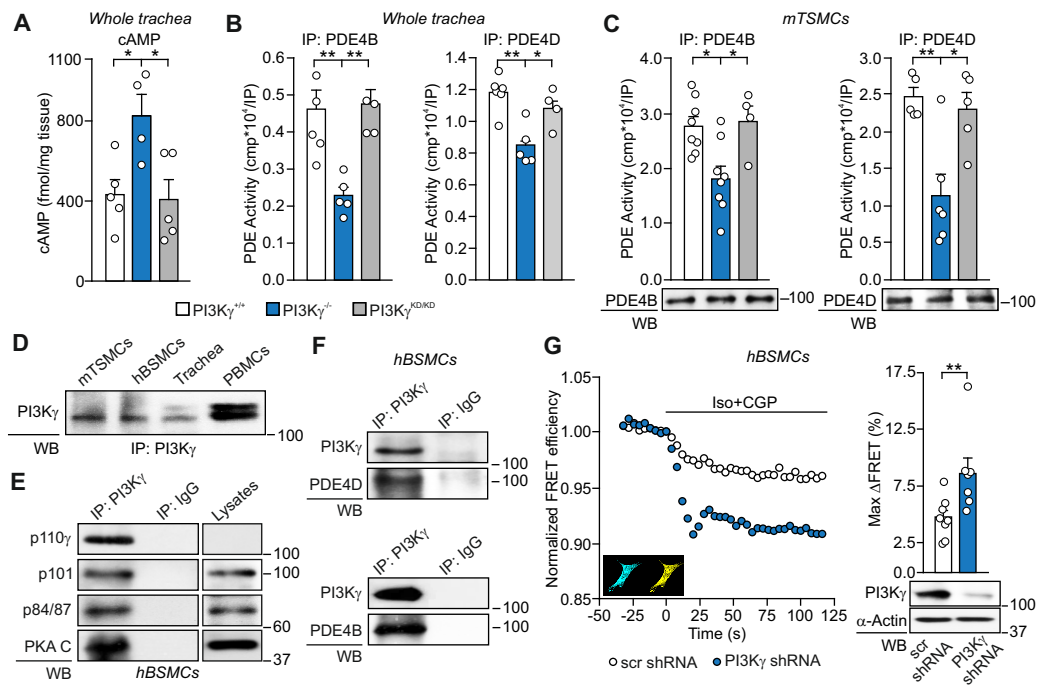 A
Whole trachea
cAMP
* *
cAMP (fmol/mg tissue)
1100
800
400
0
B
Whole trachea
IP: PDE4B
** **
PDE Activity (cmp*10⁴/IP)
0.6
0.5
0.4
0.3
0.2
0.1
0.0
IP: PDE4D
** *
PDE Activity (cmp*10⁴/IP)
1.4
1.2
1.0
0.8
0.6
0.4
0.2
0.0
PI3Kγ+/+ PI3Kγ-/- PI3KγKD/KD
C
mTSMCs
IP: PDE4B
* *
PDE Activity (cmp*10⁴/IP)
4.0
3.0
2.0
1.0
0.0
PDE4B
–100
WB
IP: PDE4D
** *
PDE Activity (cmp*10⁴/IP)
3.0
2.5
2.0
1.5
1.0
0.5
0.0
PDE4D
–100
WB
D
mTSMCs hBSMCs Trachea PBMCs
PI3Kγ
100
WB IP: PI3Kγ
E
IP: PI3Kγ IP: IgG Lysates
p110γ
100
p101
100
p84/87
60
PKA C
37
WB hBSMCs
F
hBSMCs
IP: PI3Kγ IP: IgG
PI3Kγ
–100
PDE4D
–100
WB
IP: PI3Kγ IP: IgG
PI3Kγ
–100
PDE4B
–100
WB
G
hBSMCs
Iso+CGP
Normalized FRET efficiency
1.05
1.00
0.95
0.90
0.85
-50 -25 0 25 50 75 100 125
Time (s)
scr shRNA PI3Kγ shRNA
**
Max ΔFRET (%)
17.5
12.5
7.5
2.5
0.0
PI3Kγ
100
α-Actin
37
WB
scr shRNA
PI3Kγ shRNA